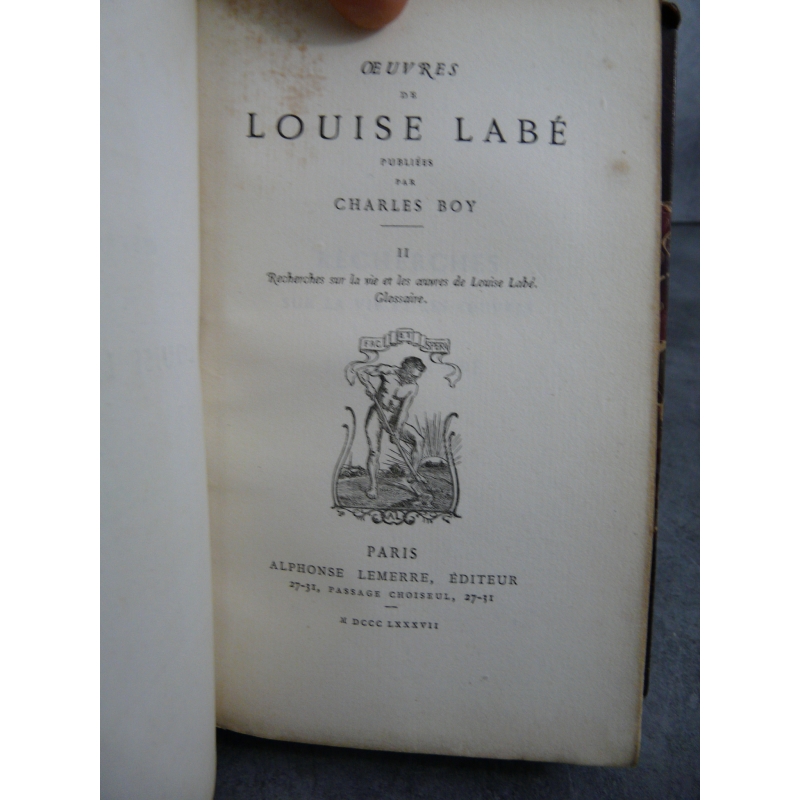 ŒUVRES
DE
LOUISE LABÉ
PUBLIÉES
PAR
CHARLES BOY
II
Recherches sur la vie et les œuvres de Louise Labé.
Glossaire.
FAC ET SPERA
PARIS
ALPHONSE LEMERRE, ÉDITEUR
27-31, PASSAGE CHOISEUL, 27-31
M DCCC LXXXVII